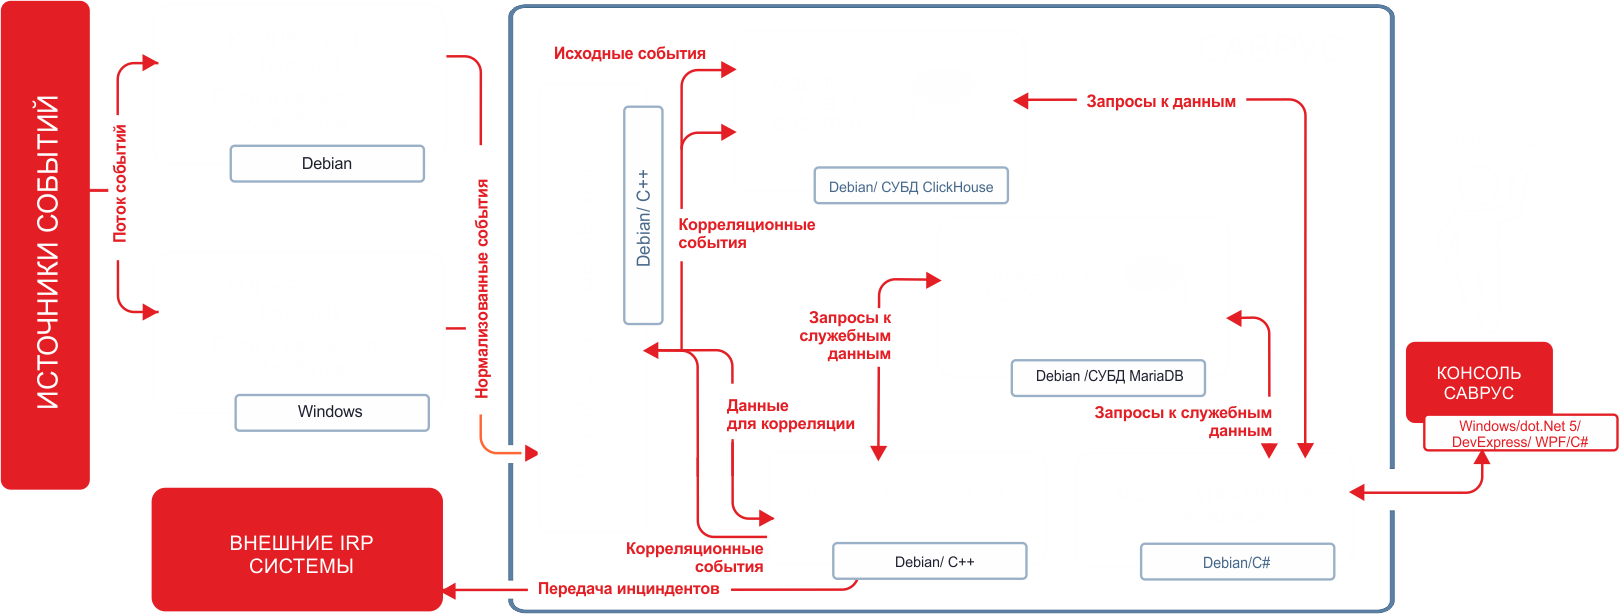 ИСТОЧНИКИ СОБЫТИЙ
Поток событий
Debian
Windows
Нормализованные события
ВНЕШНИЕ IRP
СИСТЕМЫ
Исходные события
Debian/ C++
Корреляционные
события
Debian/ СУБД ClickHouse
Запросы к данным
Запросы к
служебным
данным
Debian /СУБД MariaDB
Данные
для корреляции
Запросы к служебным
данным
Корреляционные
события
Debian/ C++
Debian/C#
Передача инциндентов
КОНСОЛЬ
САВРУС
Windows/dot.Net 5/
DevExpress/ WPF/C#